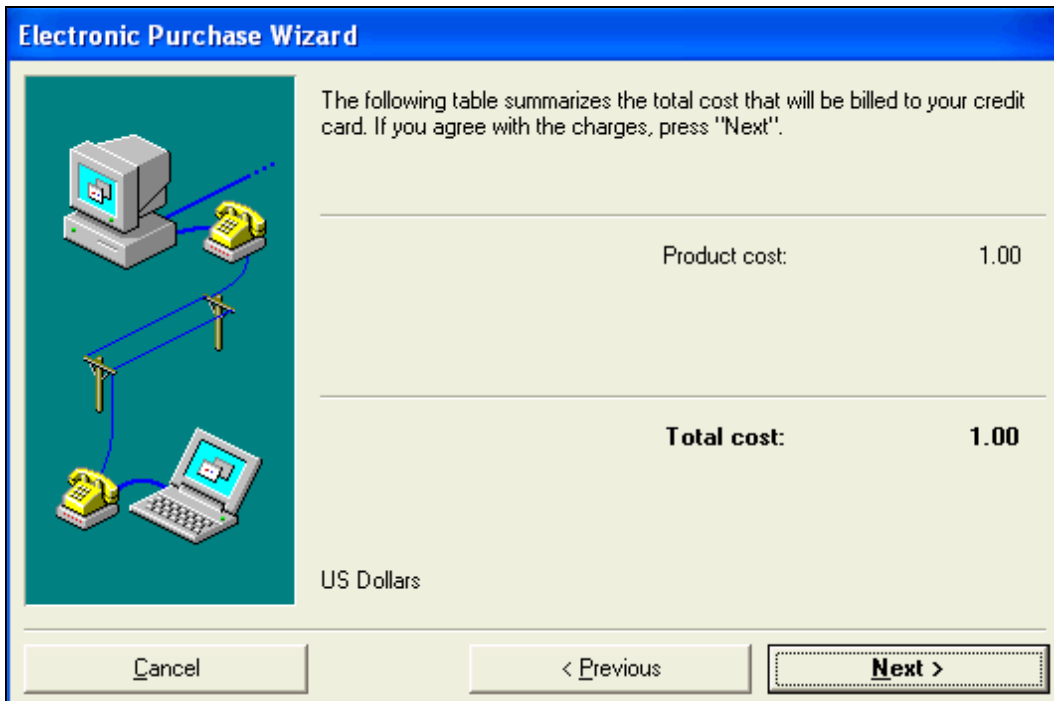 Electronic Purchase Wizard
The following table summarizes the total cost that will be billed to your credit
card. If you agree with the charges, press "Next".
Product cost: 1.00
Total cost: 1.00
US Dollars
Cancel < Previous Next >